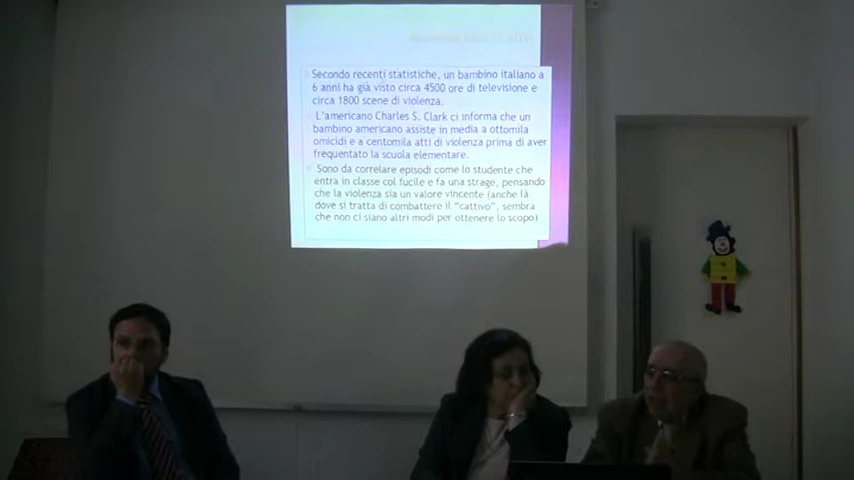 Secondo recenti statistiche, un bambino italiano a
6 anni ha già visto circa 4500 ore di televisione e
circa 1800 scene di violenza.
L'americano Charles S. Clark ci informa che un
bambino americano assiste in media a ottomila
omicidi e a centomila atti di violenza prima di aver
frequentato la scuola elementare.
Sono da correlare episodi come lo studente che
entra in classe col fucile e fa una strage, pensando
che la violenza sia un valore vincente (anche là
dove si tratta di combattere il "cattivo", sembra
che non ci siano altri modi per ottenere lo scopo)